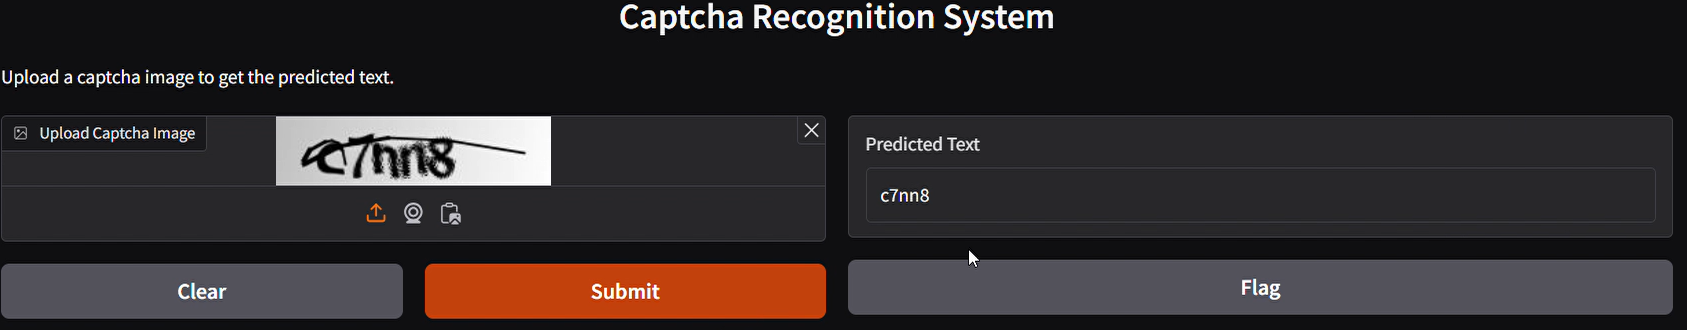 Captcha Recognition System
Upload a captcha image to get the predicted text.
Upload Captcha Image
c7nn8
Predicted Text
c7nn8
Clear
Submit
Flag